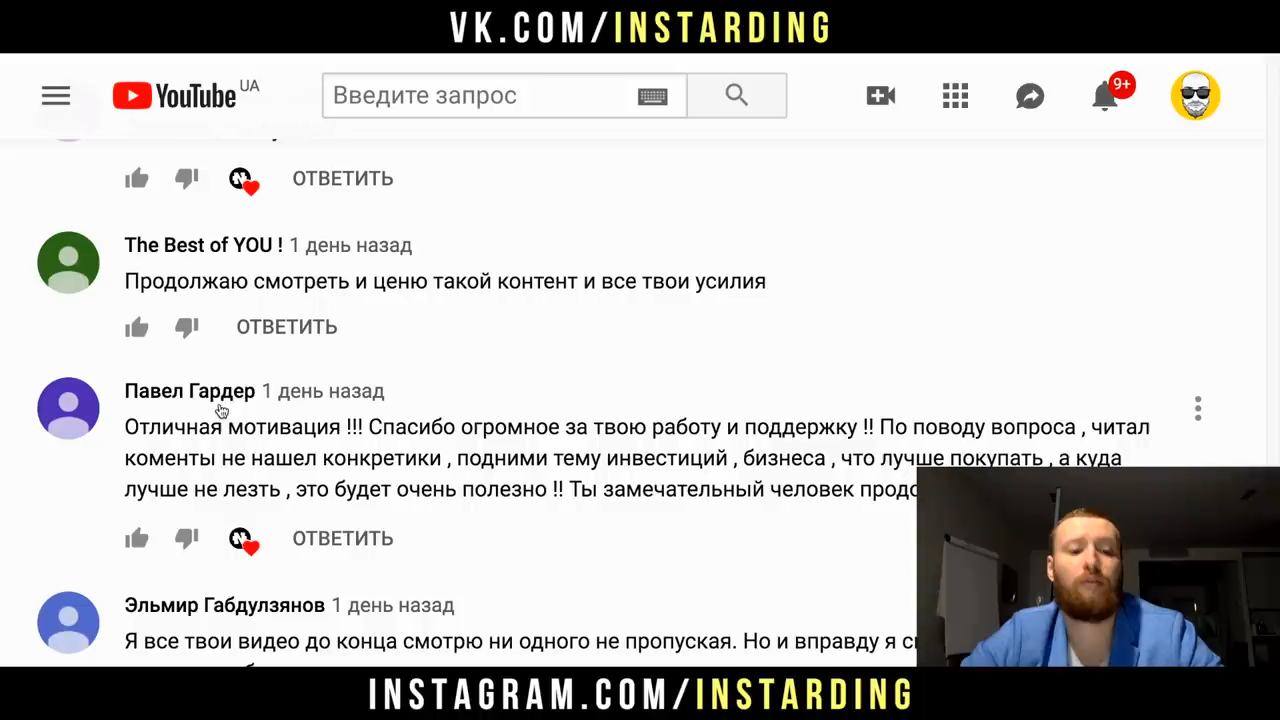 VK.COM/INSTARDING
YouTube UA
Введите запрос
9+
ОТВЕТИТЬ
The Best of YOU ! 1 день назад
Продолжаю смотреть и ценю такой контент и все твои усилия
ОТВЕТИТЬ
Павел Гардер 1 день назад
Отличная мотивация !!! Спасибо огромное за твою работу и поддержку !! По поводу вопроса , читал
коменты не нашел конкретики , подними тему инвестиций , бизнеса , что лучше покупать , а куда
лучше не лезть , это будет очень полезно !! Ты замечательный человек
ОТВЕТИТЬ
Эльмир Габдулзянов 1 день назад
Я все твои видео до конца смотрю ни одного не пропуская. Но и вправду я
INSTAGRAM.COM/INSTARDING